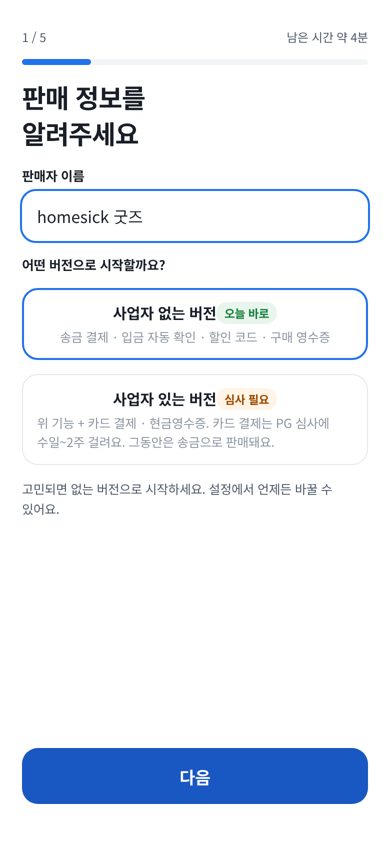 1 / 5
남은 시간 약 4분
판매 정보를
알려주세요
판매자 이름
homesick 굿즈
어떤 버전으로 시작할까요?
사업자 없는 버전 오늘 바로
송금 결제 · 입금 자동 확인 · 할인 코드 · 구매 영수증
사업자 있는 버전 심사 필요
위 기능 + 카드 결제 · 현금영수증. 카드 결제는 PG 심사에
수일~2주 걸려요. 그동안은 송금으로 판매돼요.
고민되면 없는 버전으로 시작하세요. 설정에서 언제든 바꿀 수
있어요.
다음